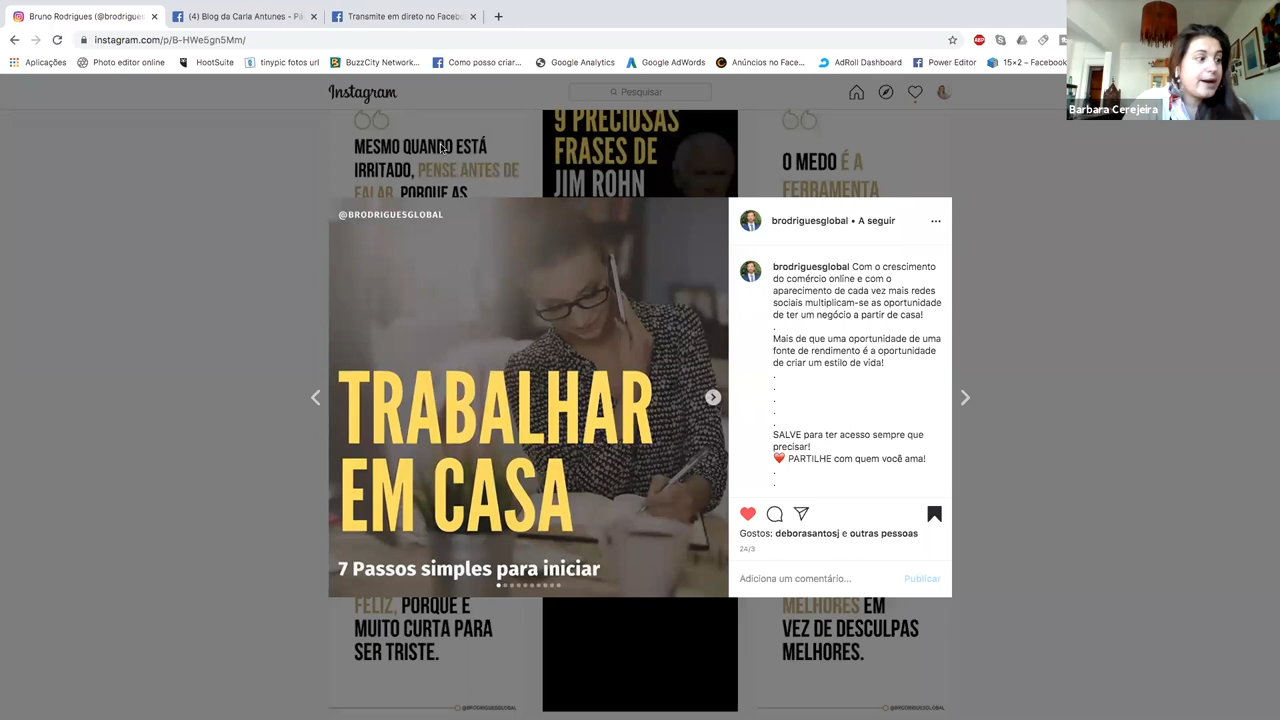 Bruno Rodrigues (@brodrigues
(4) Blog da Carla Antunes - Pá
Transmite em direto no Faceb
instagram.com/p/B-HWe5gn5Mm/
Aplicações
Photo editor online
HootSuite
tinypic fotos url
BuzzCity Network...
Como posso criar...
Google Analytics
Google AdWords
Anúncios no Face...
AdRoll Dashboard
Power Editor
15×2 – Facebook
Barbara Cerejeira
Instagram
Pesquisar
MESMO QUANDO ESTÁ
IRRITADO, PENSE ANTES DE
FALAR, PORQUE AS
9 PRECIOSAS
FRASES DE
JIM ROHN
O MEDO É A
FERRAMENTA
@BRODRIGUESGLOBAL
TRABALHAR
EM CASA
7 Passos simples para iniciar
brodriguesglobal • A seguir
brodriguesglobal Com o crescimento
do comércio online e com o
aparecimento de cada vez mais redes
sociais multiplicam-se as oportunidade
de ter um negócio a partir de casa!
.
Mais de que uma oportunidade de uma
fonte de rendimento é a oportunidade
de criar um estilo de vida!
.
.
.
.
.
SALVE para ter acesso sempre que
precisar!
❤️ PARTILHE com quem você ama!
.
.
Gostos: deborasantosj e outras pessoas
24/3
Adiciona um comentário...
Publicar
FELIZ, PORQUE É
MUITO CURTA PARA
SER TRISTE.
@BRODRIGUESGLOBAL
MELHORES EM
VEZ DE DESCULPAS
MELHORES.
@BRODRIGUESGLOBAL